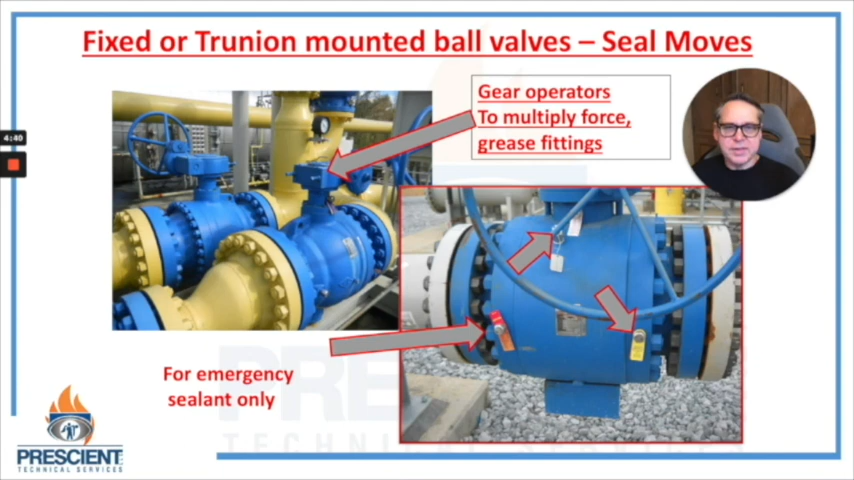 Fixed or Trunion mounted ball valves – Seal Moves
4:40
Gear operators
To multiply force,
grease fittings
For emergency
sealant only
PRESCIENT
TECHNICAL SERVICES